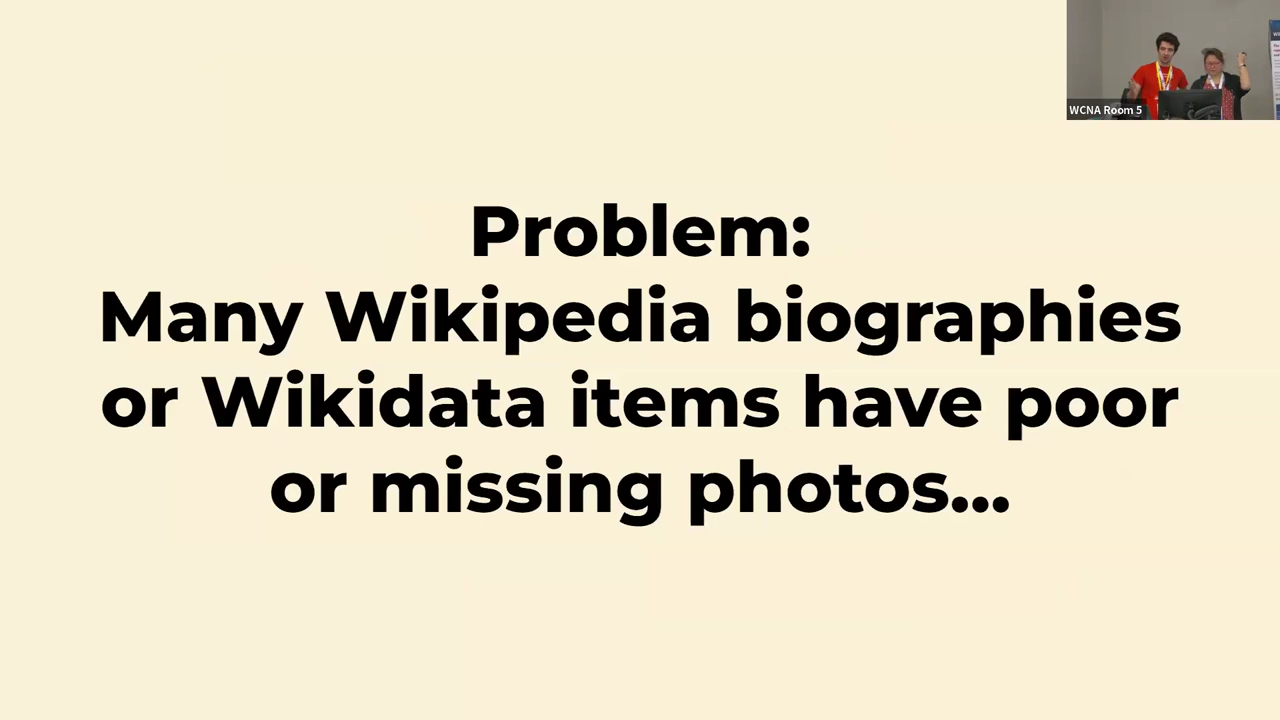 WCNA Room 5
Problem:
Many Wikipedia biographies
or Wikidata items have poor
or missing photos...